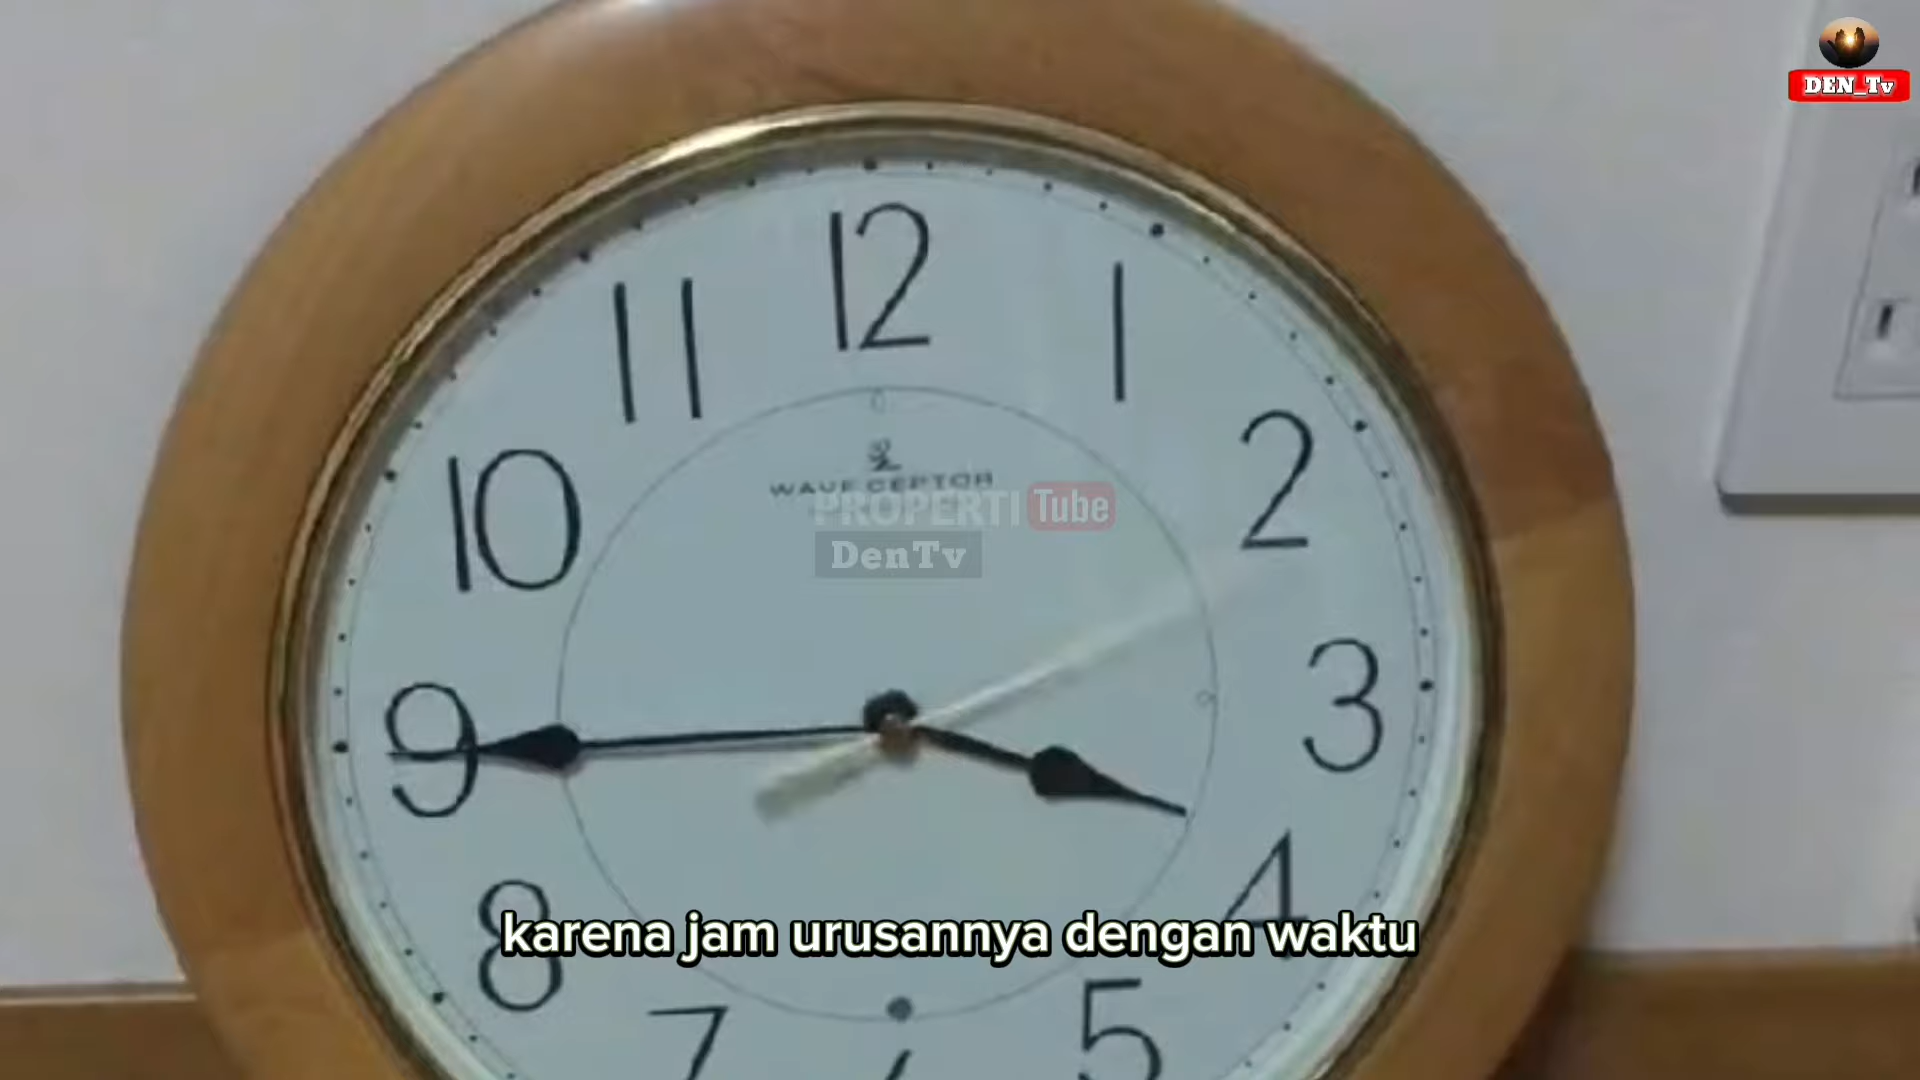 DEN_Tv
12
11
1
10
2
WAVE CEPTOR
PROPERTI Tube
DenTv
9
3
8
4
karena jam urusannya dengan waktu
7
5